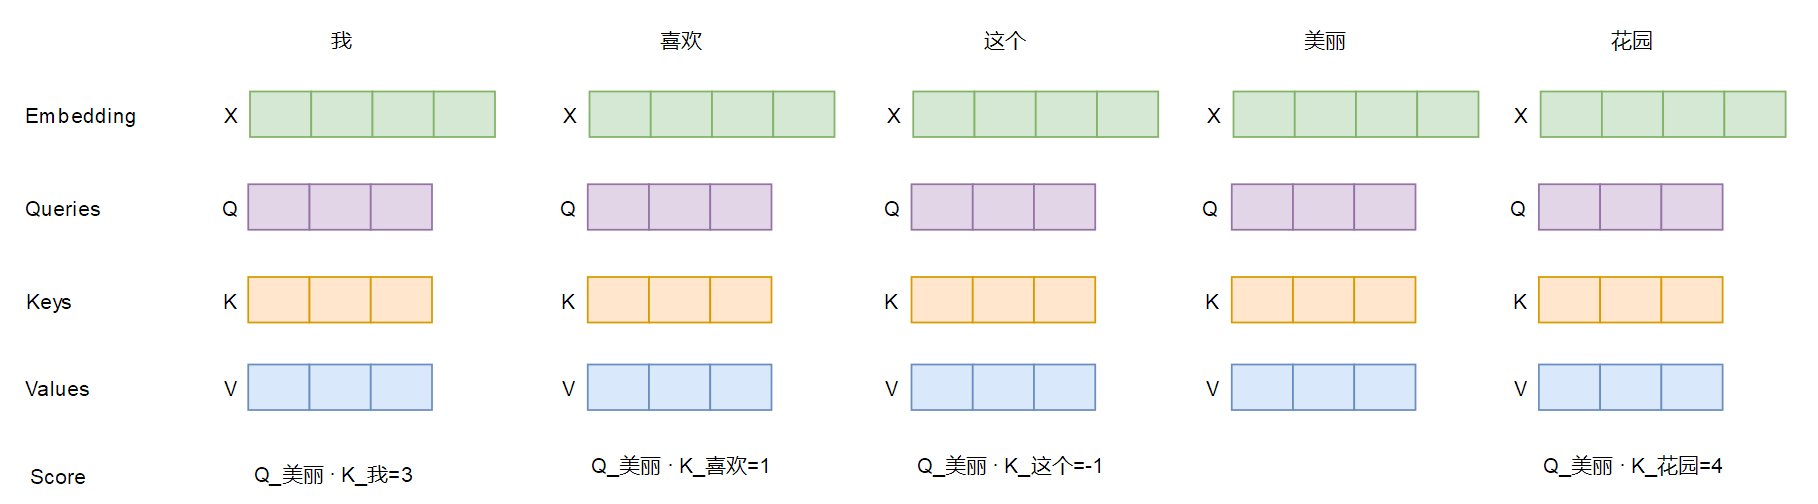 我 喜欢 这个 美丽 花园
Embedding X X X X X
Queries Q Q Q Q Q
Keys K K K K K
Values V V V V V
Score Q_美丽 · K_我=3 Q_美丽 · K_喜欢=1 Q_美丽 · K_这个=-1 Q_美丽 · K_花园=4